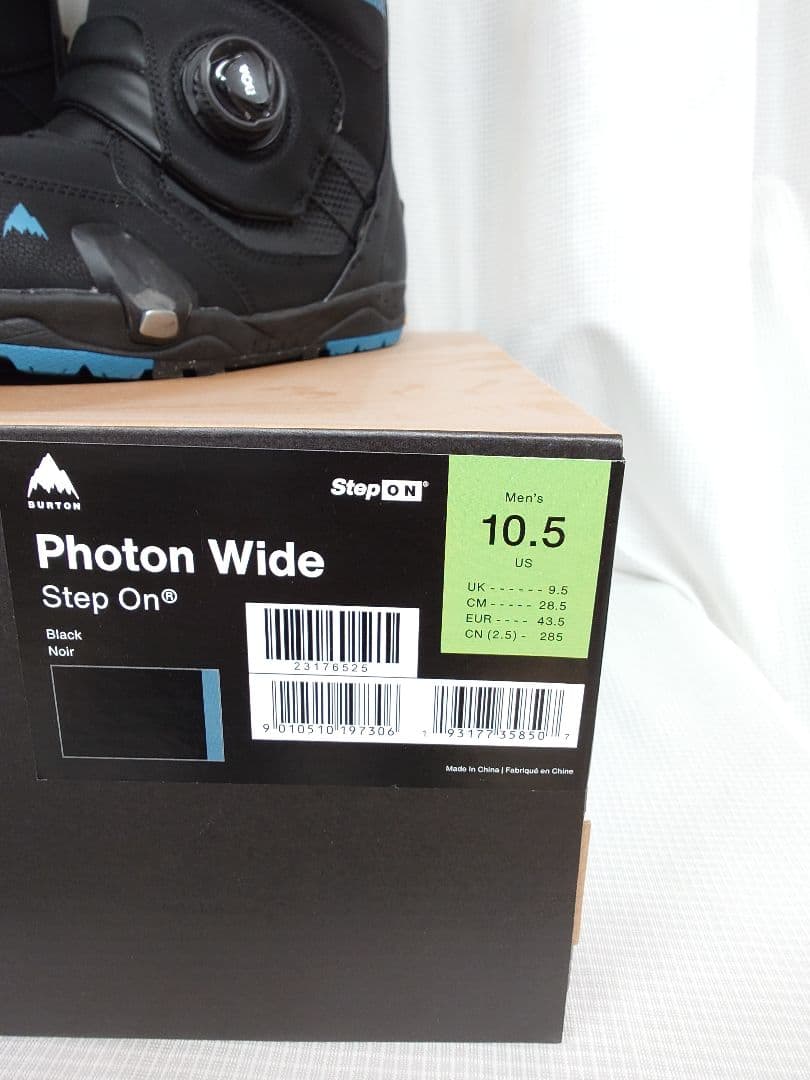 BOA
BURTON
Step ON®
Photon Wide
Step On®
Black
Noir
Men's
10.5
US
UK - - - - - - 9.5
CM - - - - - 28.5
EUR - - - - 43.5
CN (2.5) - 285
23176525
9 010510 197306
93177 35850 7
Made in China | Fabriqué en Chine